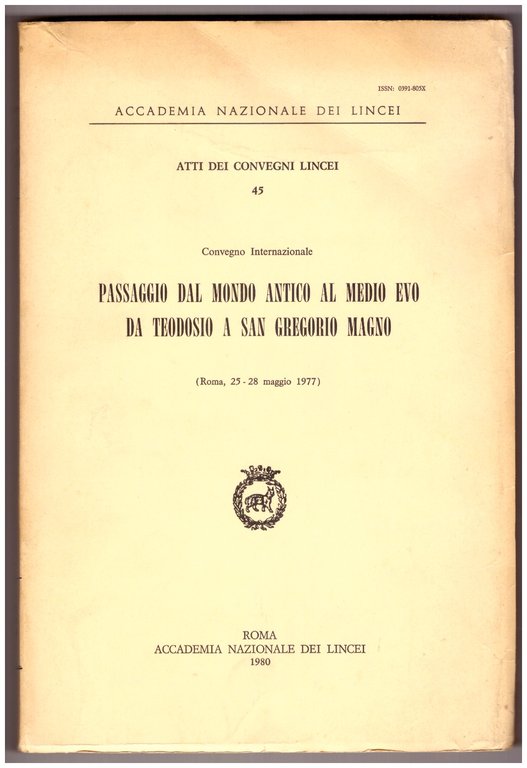 ISSN: 0391-805X
ACCADEMIA NAZIONALE DEI LINCEI
ATTI DEI CONVEGNI LINCEI
45
Convegno Internazionale
PASSAGGIO DAL MONDO ANTICO AL MEDIO EVO
DA TEODOSIO A SAN GREGORIO MAGNO
(Roma, 25 - 28 maggio 1977)
ROMA
ACCADEMIA NAZIONALE DEI LINCEI
1980